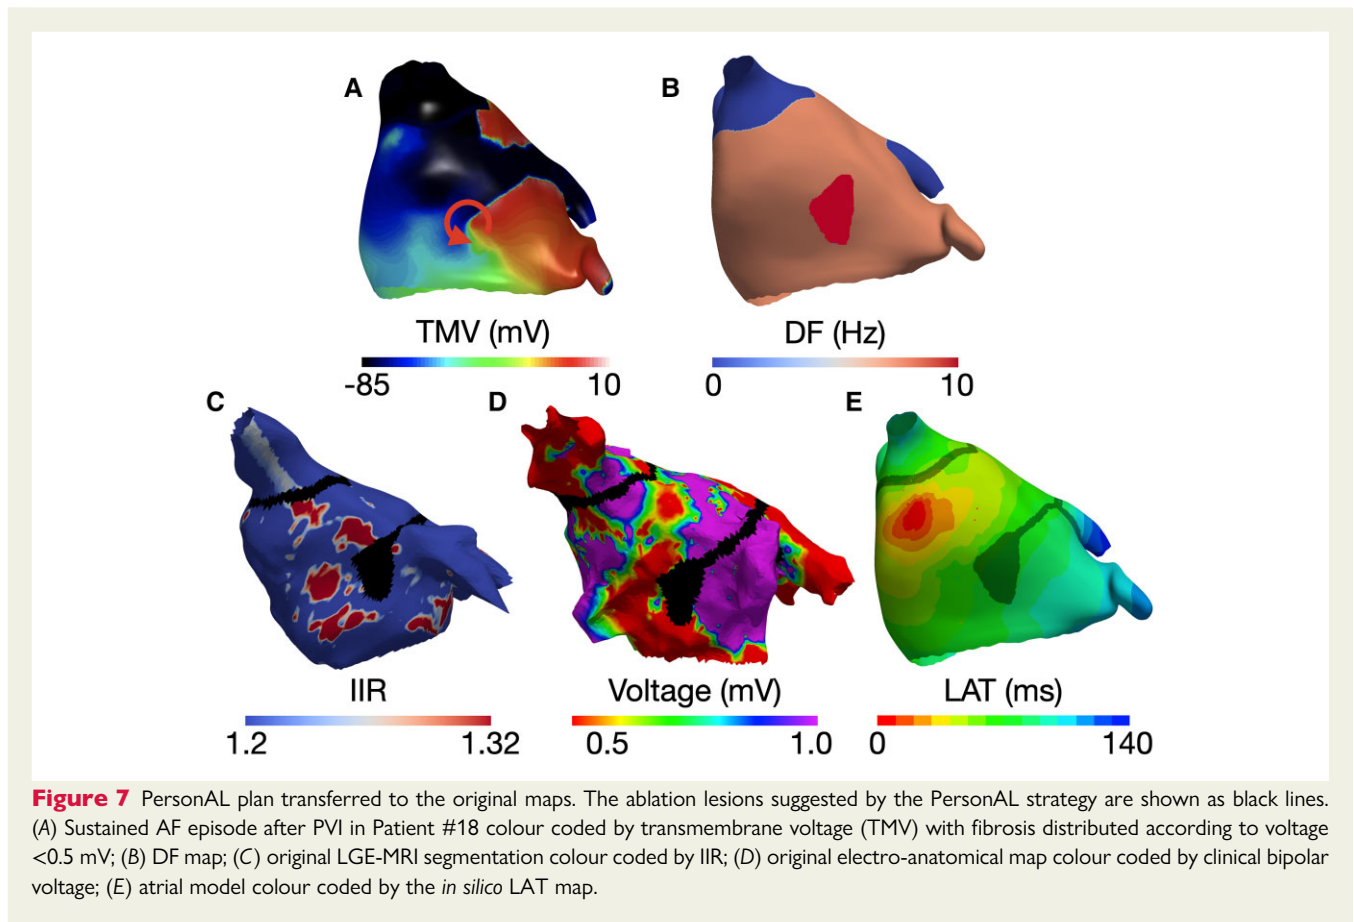 A
B
TMV (mV)
-85 10
DF (Hz)
0 10
C
D
E
IIR
1.2 1.32
Voltage (mV)
0.5 1.0
LAT (ms)
0 140
Figure 7 PersonAL plan transferred to the original maps. The ablation lesions suggested by the PersonAL strategy are shown as black lines.
(A) Sustained AF episode after PVI in Patient #18 colour coded by transmembrane voltage (TMV) with fibrosis distributed according to voltage
<0.5 mV; (B) DF map; (C) original LGE-MRI segmentation colour coded by IIR; (D) original electro-anatomical map colour coded by clinical bipolar
voltage; (E) atrial model colour coded by the in silico LAT map.